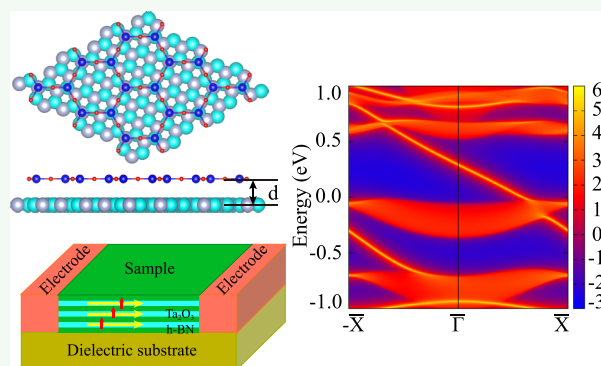 d
Electrode
Sample
Electrode
Ta₂O₃
h-BN
Dielectric substrate
Energy (eV)
1.0
0.5
0.0
-0.5
-1.0
-X̅
Γ̅
X̅
6
5
4
3
2
1
0
-1
-2
-3